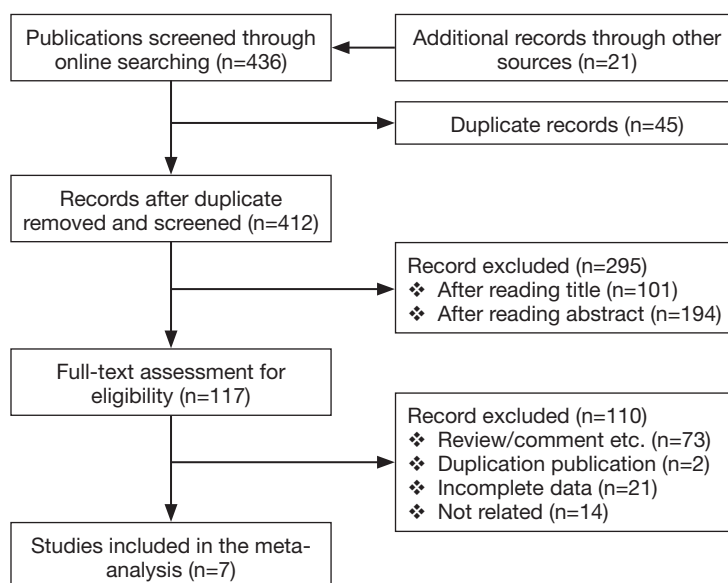 Publications screened through
online searching (n=436)
Additional records through other
sources (n=21)
Duplicate records (n=45)
Records after duplicate
removed and screened (n=412)
Record excluded (n=295)
❖ After reading title (n=101)
❖ After reading abstract (n=194)
Full-text assessment for
eligibility (n=117)
Record excluded (n=110)
❖ Review/comment etc. (n=73)
❖ Duplication publication (n=2)
❖ Incomplete data (n=21)
❖ Not related (n=14)
Studies included in the meta-
analysis (n=7)